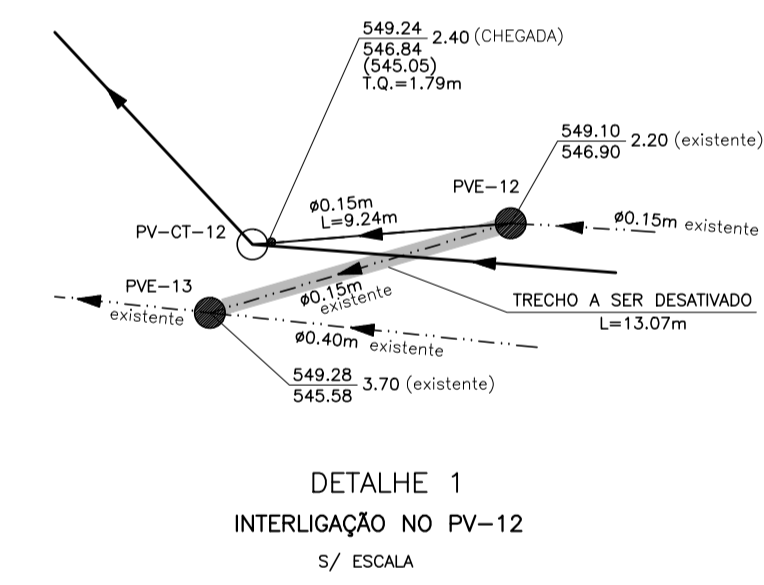 549.24
546.84
2.40 (CHEGADA)
(545.05)
T.Q.=1.79m
549.10
546.90
2.20 (existente)
PVE-12
ø0.15m
L=9.24m
ø0.15m existente
PV-CT-12
PVE-13
existente
ø0.15m
existente
TRECHO A SER DESATIVADO
L=13.07m
ø0.40m existente
549.28
545.58
3.70 (existente)
DETALHE 1
INTERLIGAÇÃO NO PV-12
S/ ESCALA